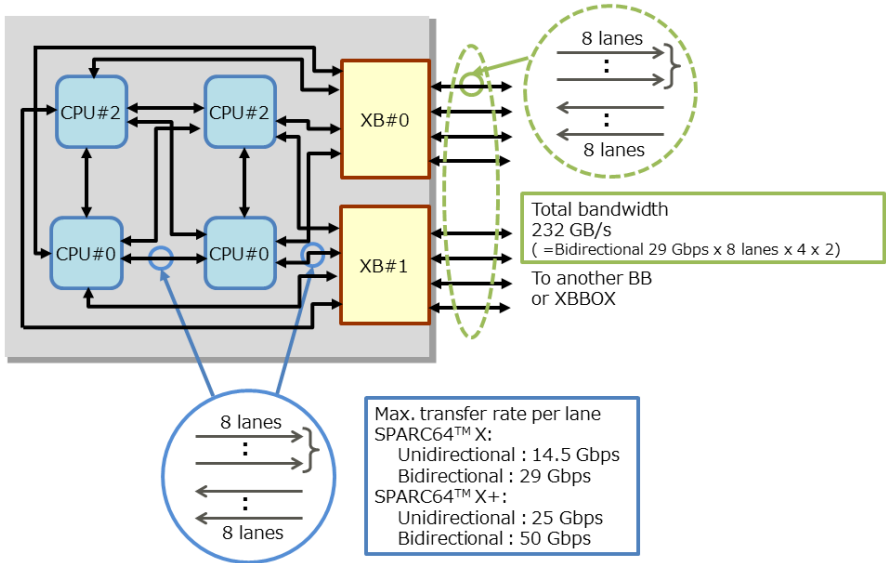 8 lanes
:
:
8 lanes
CPU#2
CPU#2
XB#0
CPU#0
CPU#0
XB#1
Total bandwidth
232 GB/s
( =Bidirectional 29 Gbps x 8 lanes x 4 x 2)
To another BB
or XBBOX
8 lanes
:
:
8 lanes
Max. transfer rate per lane
SPARC64™ X:
Unidirectional : 14.5 Gbps
Bidirectional : 29 Gbps
SPARC64™ X+:
Unidirectional : 25 Gbps
Bidirectional : 50 Gbps